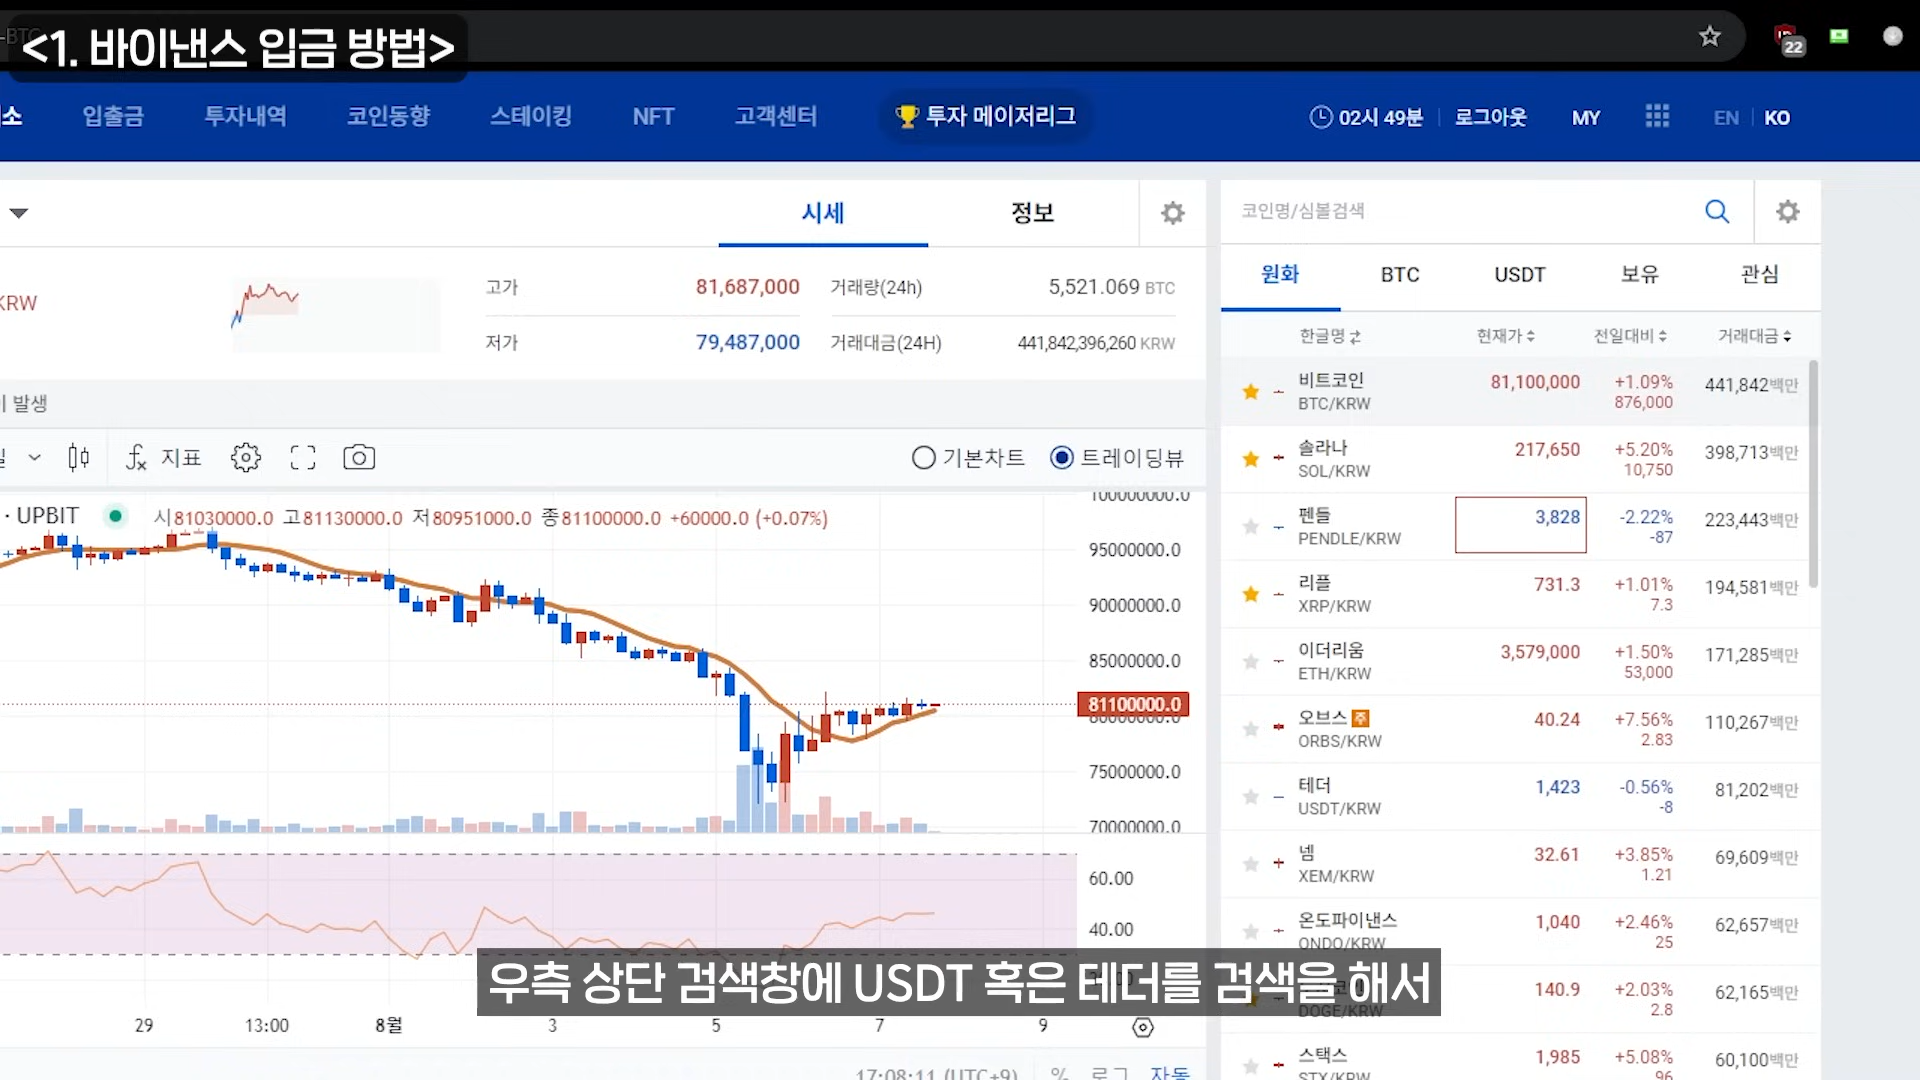 -BTC
<1. 바이낸스 입금 방법>
22
소 입출금 투자내역 코인동향 스테이킹 NFT 고객센터 투자 메이저리그 02시 49분 로그아웃 MY EN KO
시세 정보
KRW
고가 81,687,000 거래량(24h) 5,521.069 BTC
저가 79,487,000 거래대금(24H) 441,842,396,260 KRW
발생
지표 기본차트 트레이딩뷰
· UPBIT 시81030000.0 고81130000.0 저80951000.0 종81100000.0 +60000.0 (+0.07%)
100000000.0
95000000.0
90000000.0
85000000.0
81100000.0
80000000.0
75000000.0
70000000.0
60.00
40.00
29 13:00 8월 3 5 7 9
17:08:11 (UTC+9) % 로그 자동
코인명/심볼검색
원화 BTC USDT 보유 관심
한글명 현재가 전일대비 거래대금
비트코인 81,100,000 +1.09% 441,842백만
BTC/KRW 876,000
솔라나 217,650 +5.20% 398,713백만
SOL/KRW 10,750
펜들 3,828 -2.22% 223,443백만
PENDLE/KRW -87
리플 731.3 +1.01% 194,581백만
XRP/KRW 7.3
이더리움 3,579,000 +1.50% 171,285백만
ETH/KRW 53,000
오브스 주 40.24 +7.56% 110,267백만
ORBS/KRW 2.83
테더 1,423 -0.56% 81,202백만
USDT/KRW -8
넴 32.61 +3.85% 69,609백만
XEM/KRW 1.21
온도파이낸스 1,040 +2.46% 62,657백만
ONDO/KRW 25
140.9 +2.03% 62,165백만
DOGE/KRW 2.8
스택스 1,985 +5.08% 60,100백만
STX/KRW 96
우측 상단 검색창에 USDT 혹은 테더를 검색을 해서